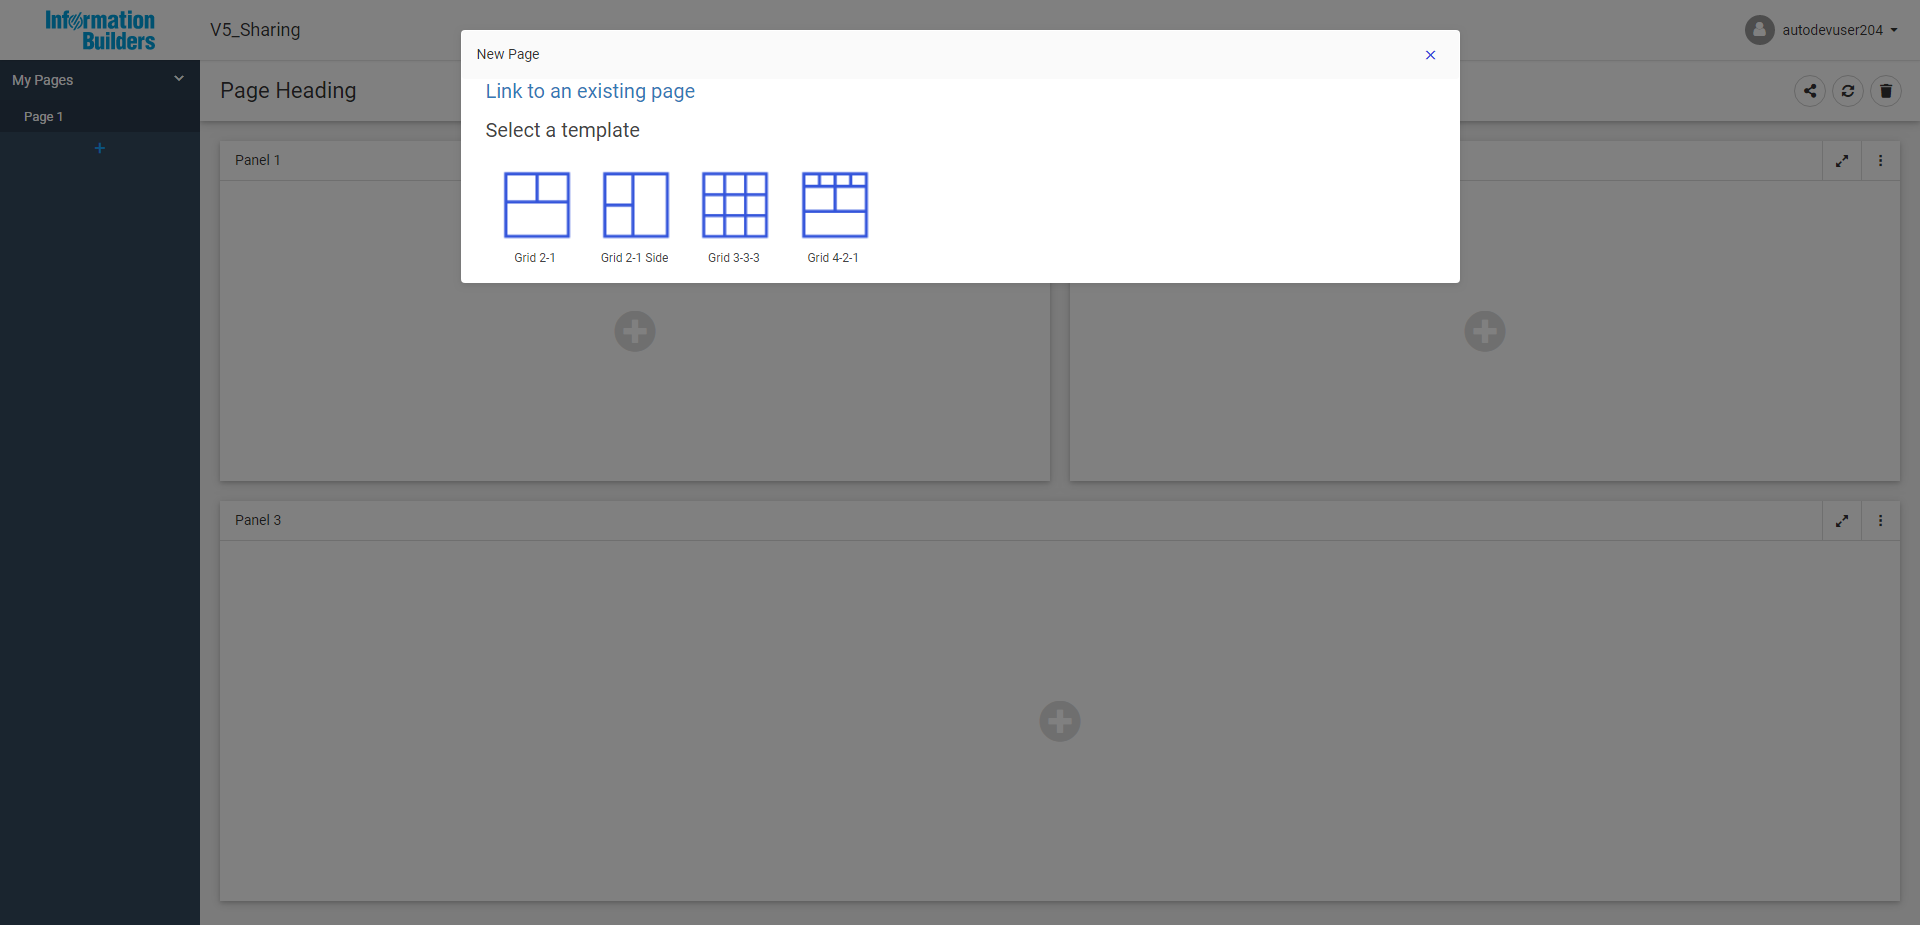 Information
Builders
V5_Sharing
autodevuser204
My Pages
Page 1
Page Heading
New Page
Link to an existing page
Select a template
Grid 2-1
Grid 2-1 Side
Grid 3-3-3
Grid 4-2-1
Panel 1
Panel 3